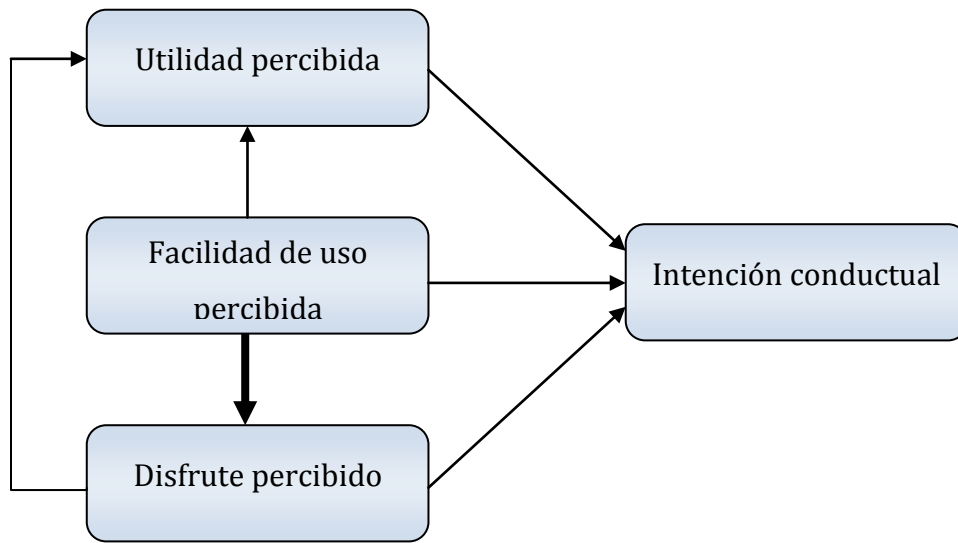 Utilidad percibida
Facilidad de uso
percibida
Intención conductual
Disfrute percibido